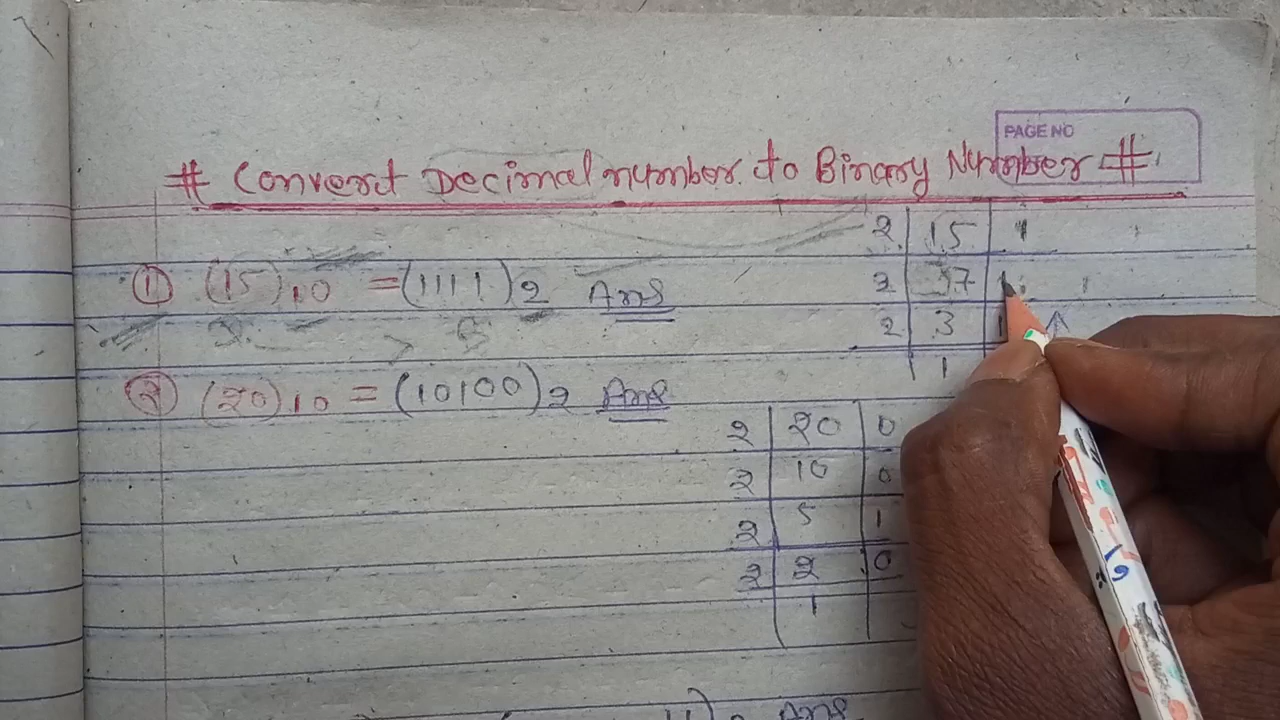 PAGE NO
# Convert Decimal number to Binary Number #
① (15)10 = (1111)2 Ans
2 15 1
2 7 1
2 3 1
1
② (20)10 = (10100)2 Ans
2 20 0
2 10 0
2 5 1
2 2 0
1
Ans